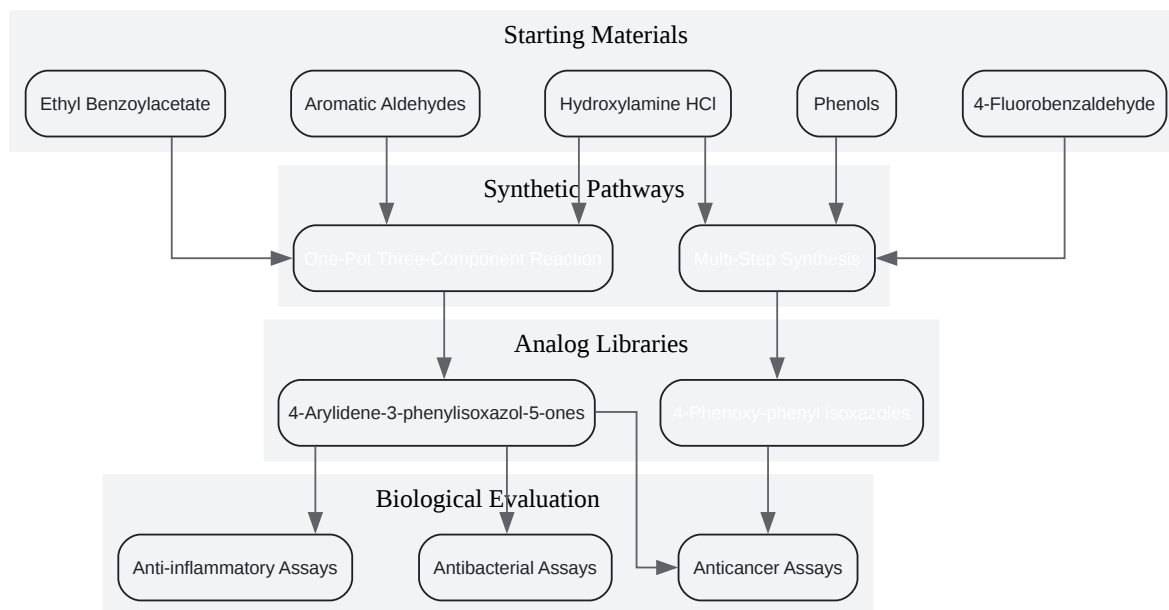 Starting Materials
Ethyl Benzoylacetate
Aromatic Aldehydes
Hydroxylamine HCl
Phenols
4-Fluorobenzaldehyde
Synthetic Pathways
One-Pot Three-Component Reaction
Multi-Step Synthesis
Analog Libraries
4-Arylidene-3-phenylisoxazol-5-ones
4-Phenoxy-phenyl isoxazoles
Biological Evaluation
Anti-inflammatory Assays
Antibacterial Assays
Anticancer Assays